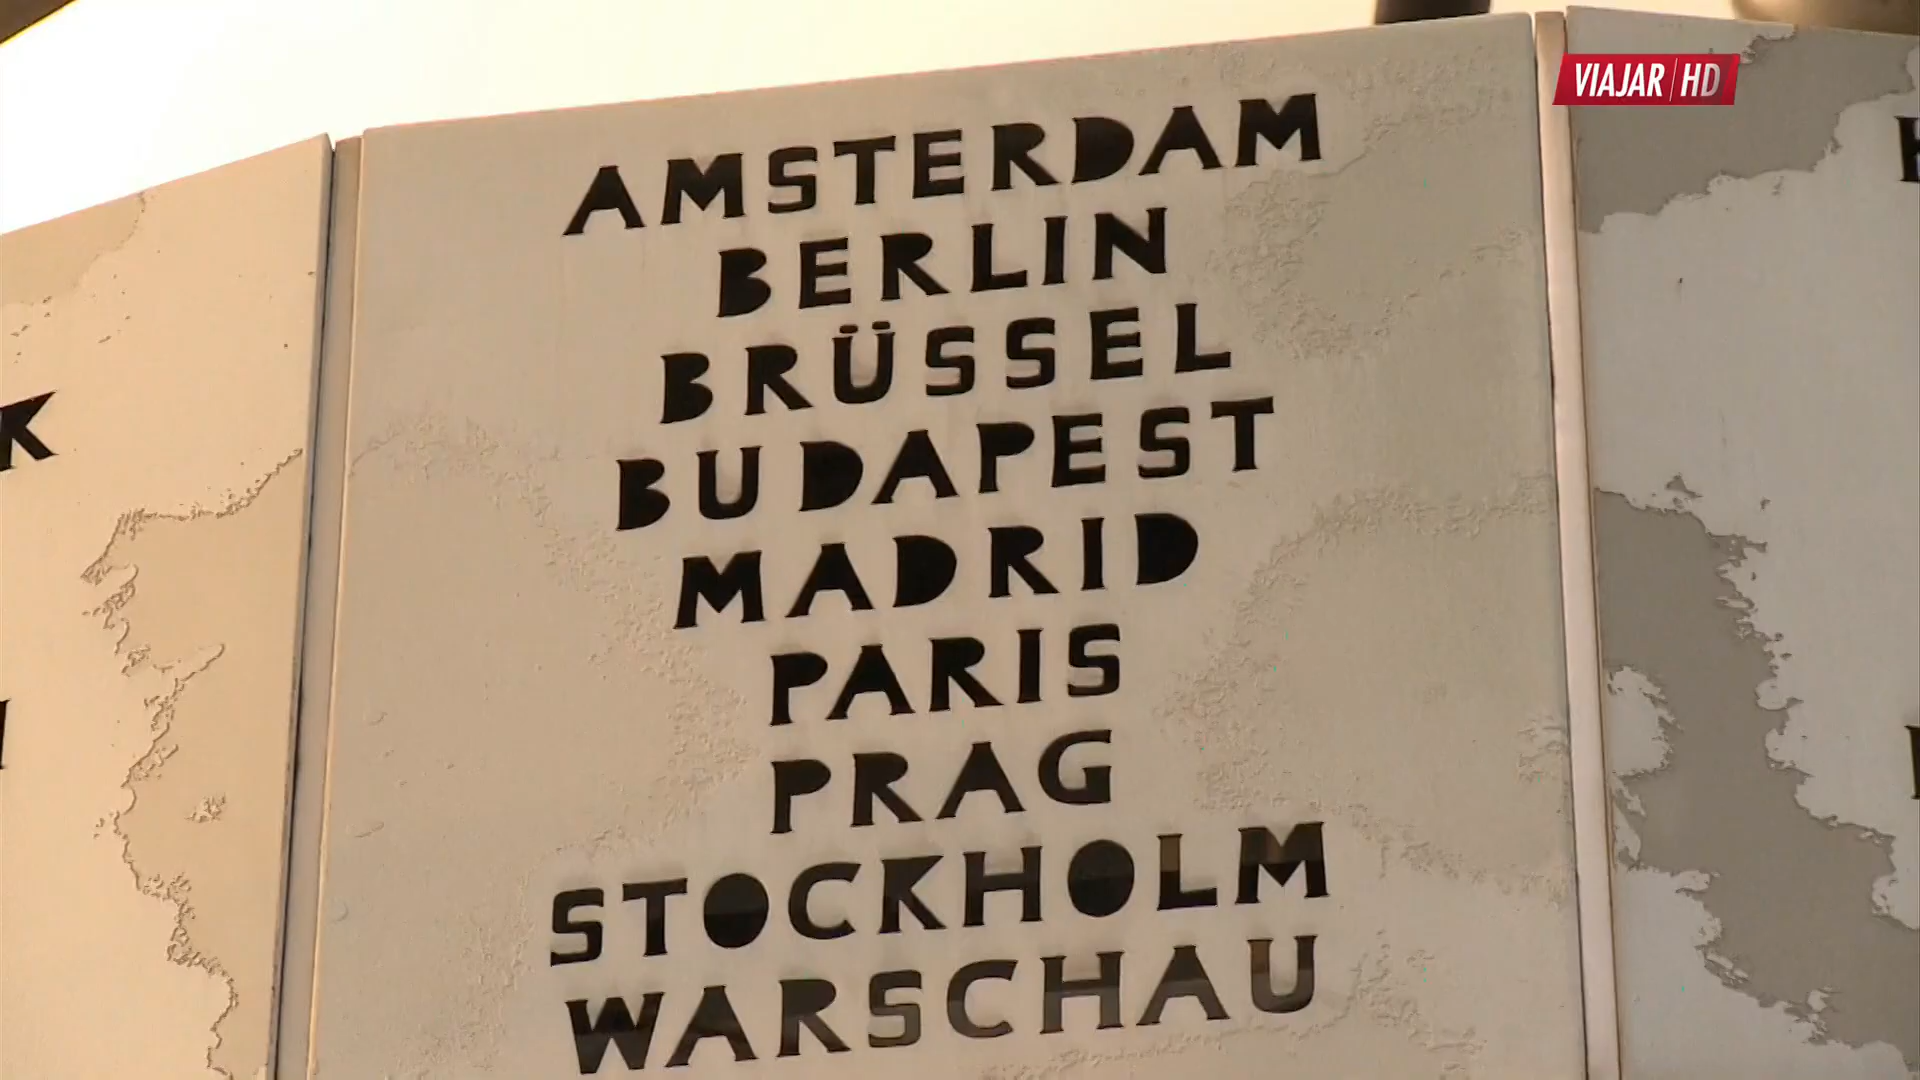 VIAJAR HD
AMSTERDAM
BERLIN
BRÜSSEL
BUDAPEST
MADRID
PARIS
PRAG
STOCKHOLM
WARSCHAU